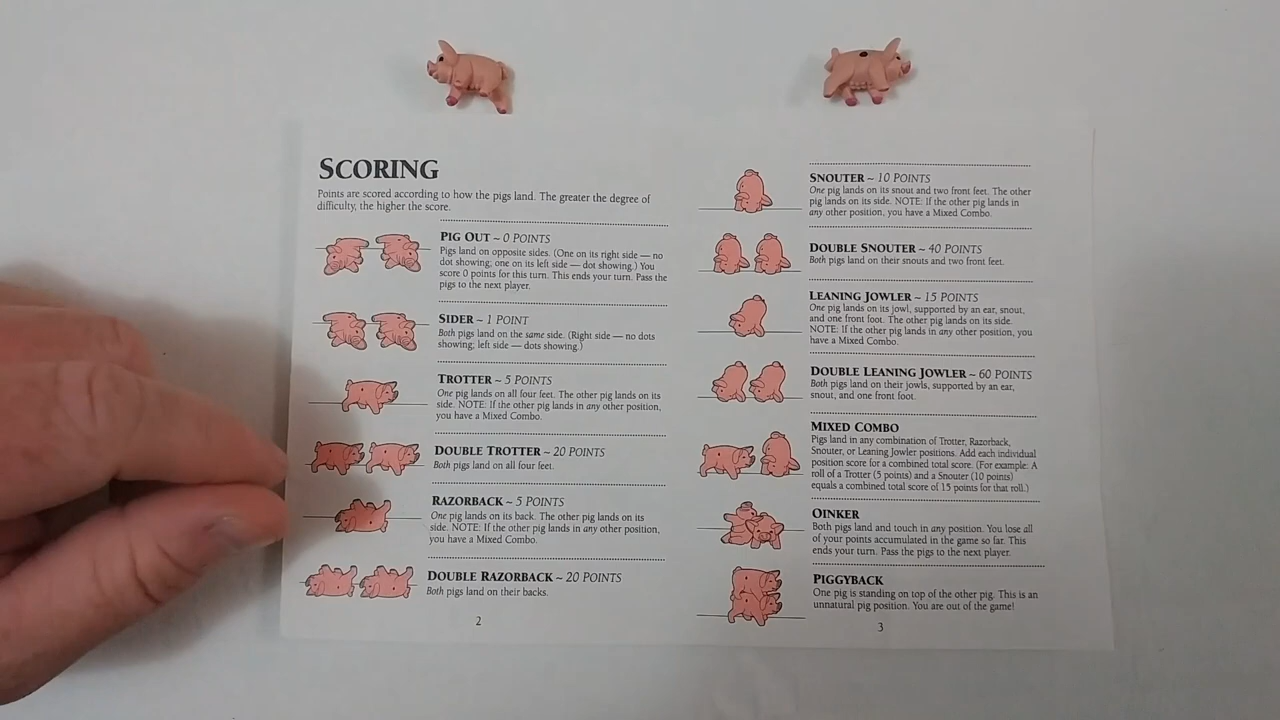 SCORING
Points are scored according to how the pigs land. The greater the degree of
difficulty, the higher the score.
PIG OUT ~ 0 POINTS
Pigs land on opposite sides. (One on its right side — no
dot showing; one on its left side — dot showing.) You
score 0 points for this turn. This ends your turn. Pass the
pigs to the next player.
SIDER ~ 1 POINT
Both pigs land on the same side. (Right side — no dots
showing; left side — dots showing.)
TROTTER ~ 5 POINTS
One pig lands on all four feet. The other pig lands on its
side. NOTE: If the other pig lands in any other position,
you have a Mixed Combo.
DOUBLE TROTTER ~ 20 POINTS
Both pigs land on all four feet.
RAZORBACK ~ 5 POINTS
One pig lands on its back. The other pig lands on its
side. NOTE: If the other pig lands in any other position,
you have a Mixed Combo.
DOUBLE RAZORBACK ~ 20 POINTS
Both pigs land on their backs.
2
SNOUTER ~ 10 POINTS
One pig lands on its snout and two front feet. The other
pig lands on its side. NOTE: If the other pig lands in
any other position, you have a Mixed Combo.
DOUBLE SNOUTER ~ 40 POINTS
Both pigs land on their snouts and two front feet.
LEANING JOWLER ~ 15 POINTS
One pig lands on its jowl, supported by an ear, snout,
and one front foot. The other pig lands on its side.
NOTE: If the other pig lands in any other position, you
have a Mixed Combo.
DOUBLE LEANING JOWLER ~ 60 POINTS
Both pigs land on their jowls, supported by an ear,
snout, and one front foot.
MIXED COMBO
Pigs land in any combination of Trotter, Razorback,
Snouter, or Leaning Jowler positions. Add each individual
position score for a combined total score. (For example: A
roll of a Trotter (5 points) and a Snouter (10 points)
equals a combined total score of 15 points for that roll.)
OINKER
Both pigs land and touch in any position. You lose all
of your points accumulated in the game so far. This
ends your turn. Pass the pigs to the next player.
PIGGYBACK
One pig is standing on top of the other pig. This is an
unnatural pig position. You are out of the game!
3